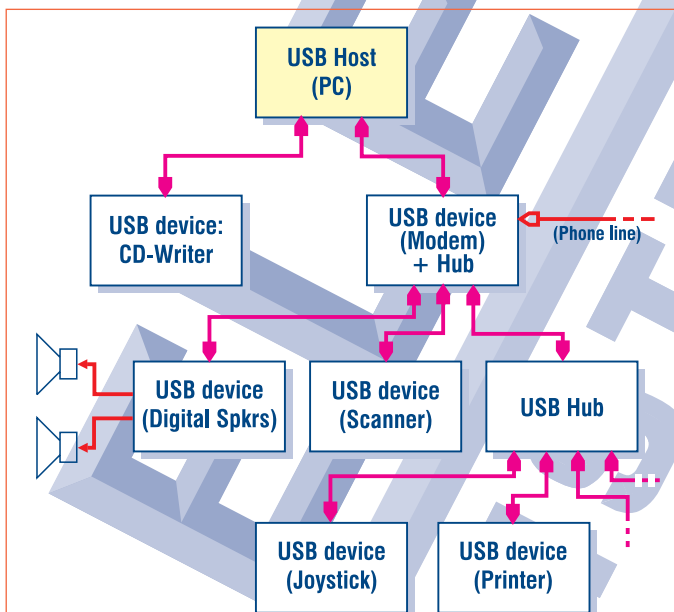 USB Host
(PC)
USB device:
CD-Writer
USB device
(Modem)
+ Hub
(Phone line)
USB device
(Digital Spkrs)
USB device
(Scanner)
USB Hub
USB device
(Joystick)
USB device
(Printer)